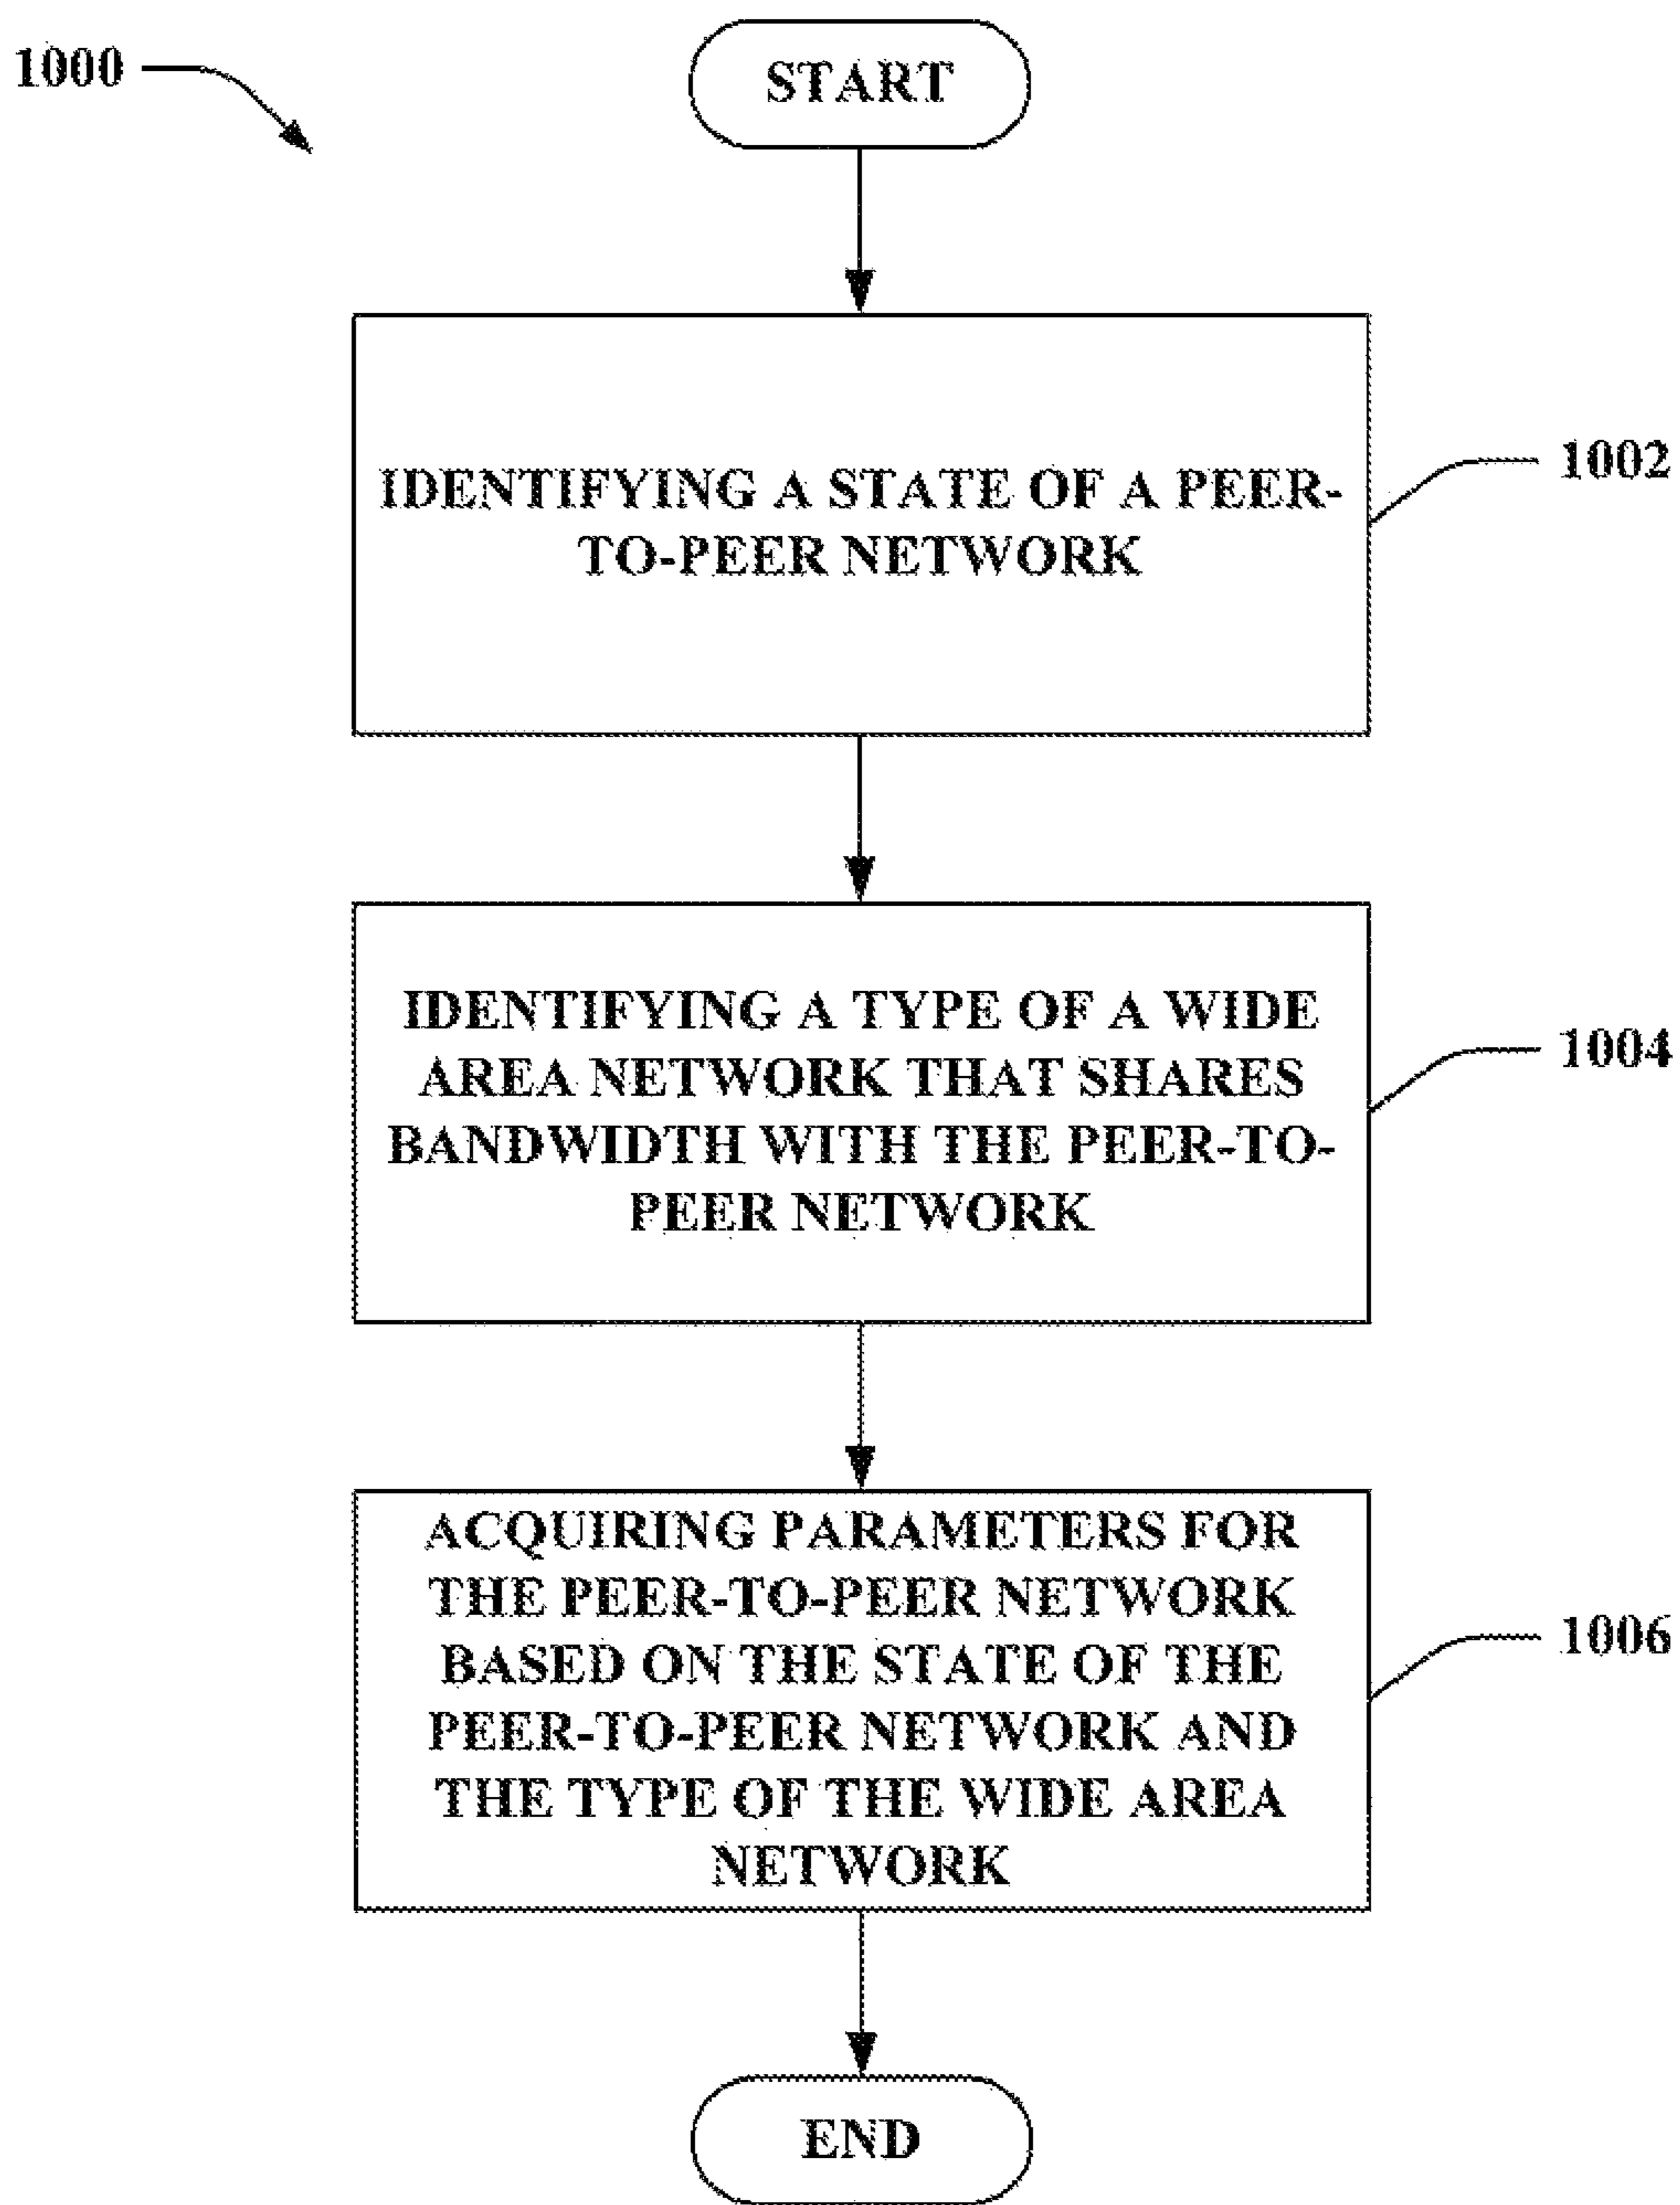 1000
START
IDENTIFYING A STATE OF A PEER-
TO-PEER NETWORK
1002
IDENTIFYING A TYPE OF A WIDE
AREA NETWORK THAT SHARES
BANDWIDTH WITH THE PEER-TO-
PEER NETWORK
1004
ACQUIRING PARAMETERS FOR
THE PEER-TO-PEER NETWORK
BASED ON THE STATE OF THE
PEER-TO-PEER NETWORK AND
THE TYPE OF THE WIDE AREA
NETWORK
1006
END